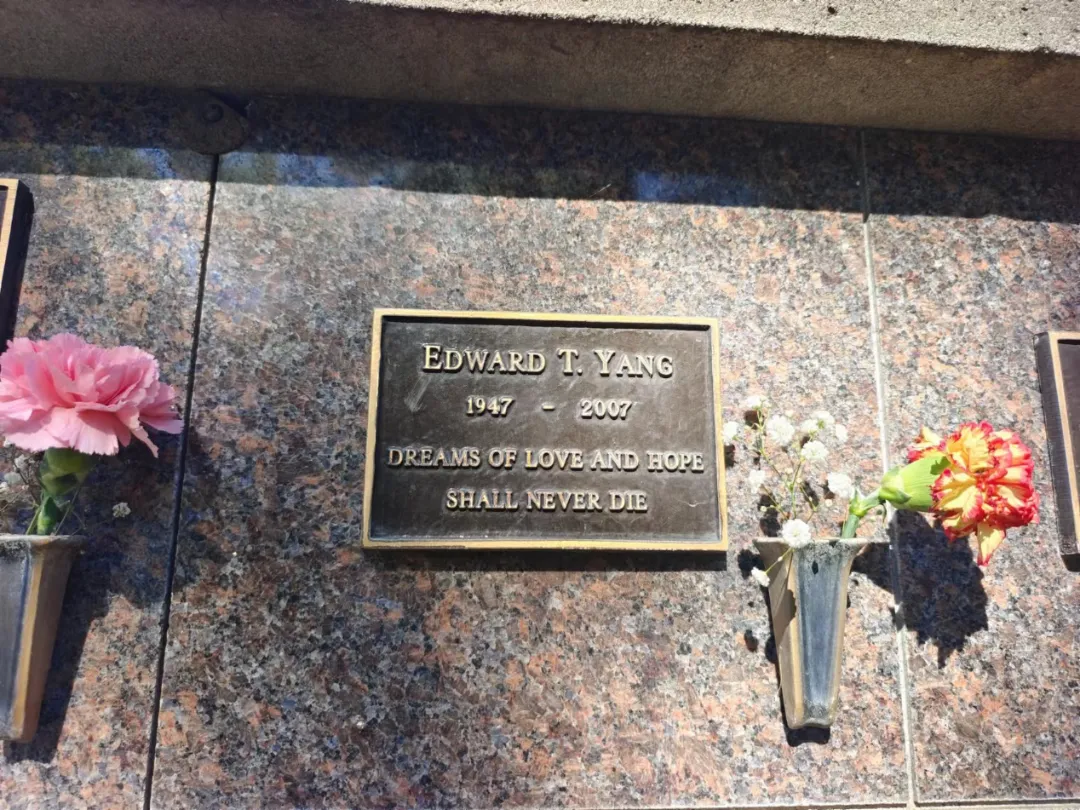 EDWARD T. YANG
1947 - 2007
DREAMS OF LOVE AND HOPE
SHALL NEVER DIE